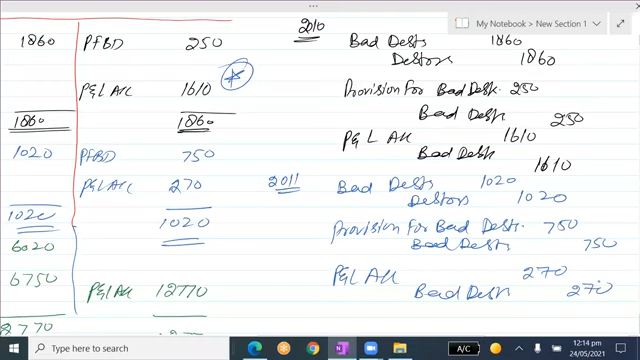 My Notebook > New Section 1
1860 PfBD 250
P&L A/c 1610
1860 1860
1020 PfBD 750
P&L A/c 270
1020 1020
6020
6750 P&L A/c 12770
2770
2010
Bad Debts 1860
Debtors 1860
Provision For Bad Debts. 250
Bad Debts 250
P&L A/c 1610
Bad Debts 1610
2011
Bad Debts 1020
Debtors 1020
Provision for Bad Debts. 750
Bad Debts 750
P&L A/c 270
Bad Debts 270
Type here to search
A/C
12:14 pm
24/05/2021